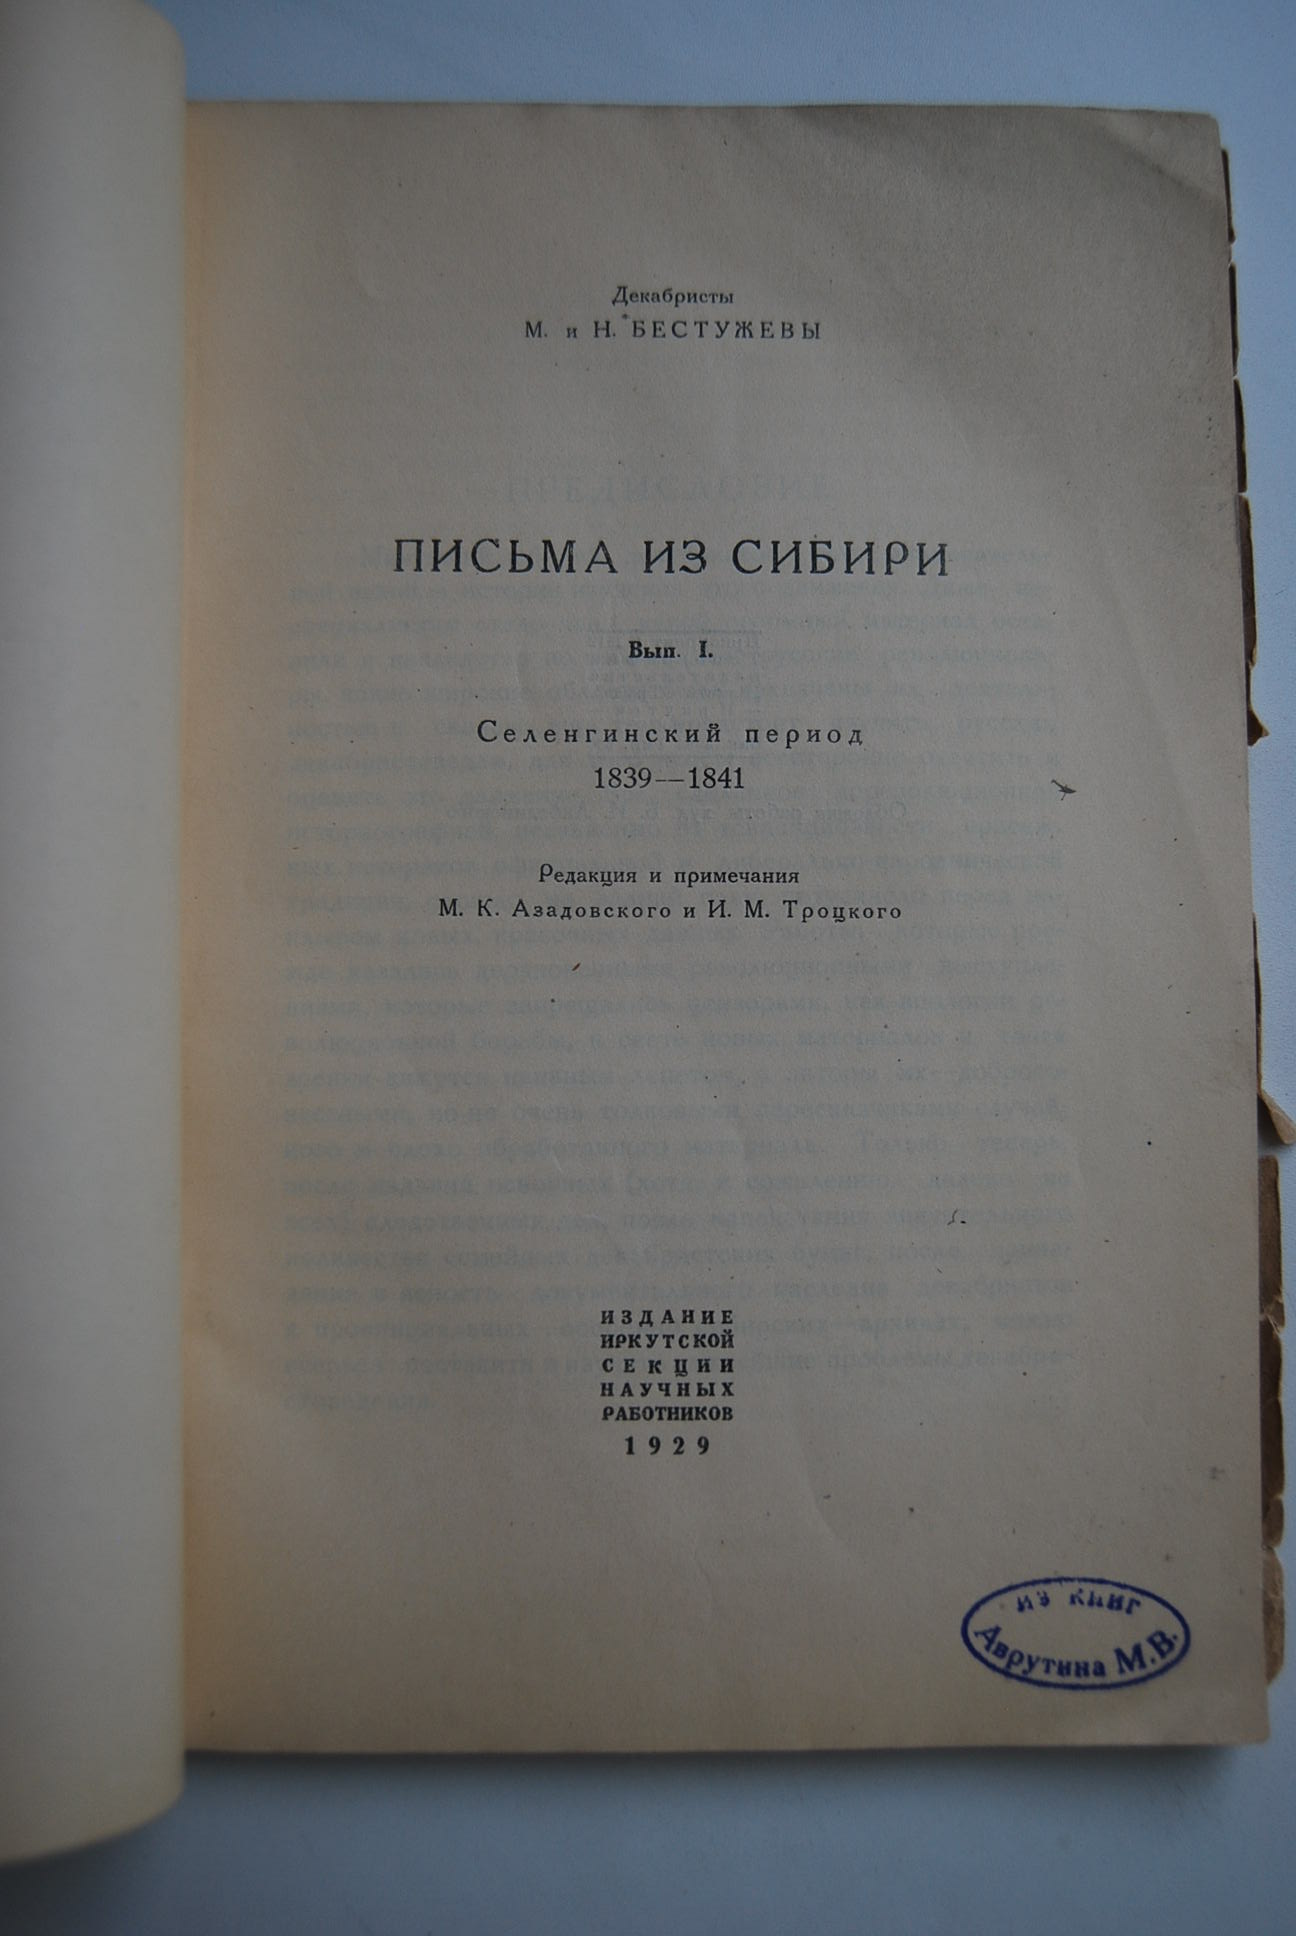 Декабристы
М. и Н. БЕСТУЖЕВЫ
ПИСЬМА ИЗ СИБИРИ
Вып. I.
Селенгинский период
1839—1841
Редакция и примечания
М. К. Азадовского и И. М. Троцкого
ИЗДАНИЕ
ИРКУТСКОЙ
СЕКЦИИ
НАУЧНЫХ
РАБОТНИКОВ
1929
ИЗ КНИГ
Аврутина М.В.